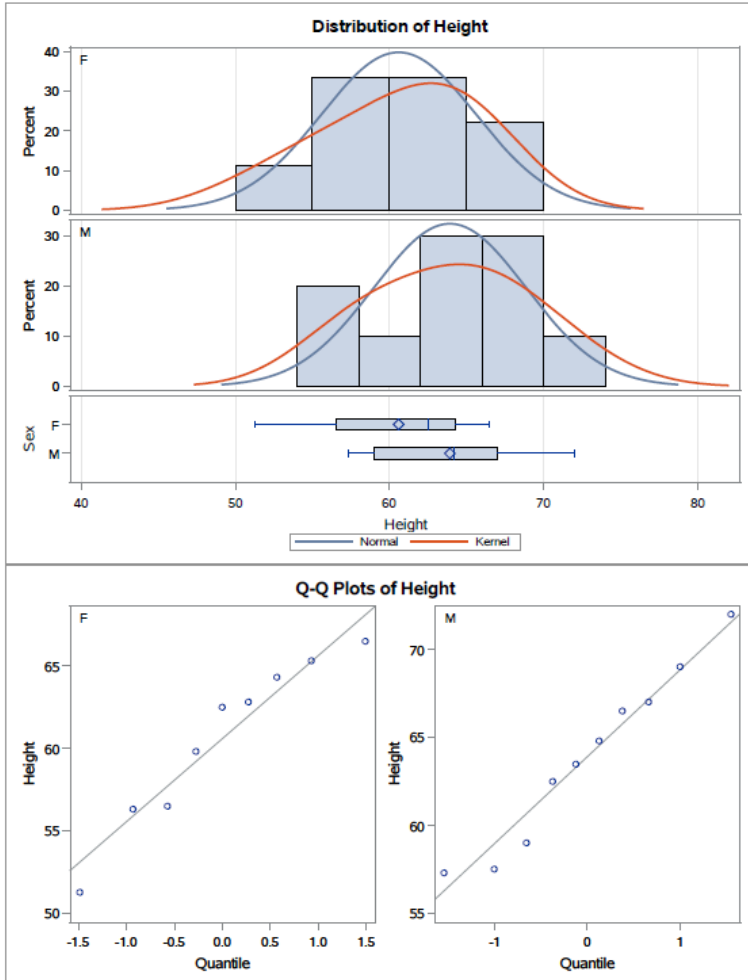 Distribution of Height
F
40
30
20
10
0
Percent
M
30
20
10
0
Percent
Sex
F
M
40 50 60 70 80
Height
Normal Kernel
Q-Q Plots of Height
F
65
60
55
50
Height
-1.5 -1.0 -0.5 0.0 0.5 1.0 1.5
Quantile
M
70
65
60
55
Height
-1 0 1
Quantile